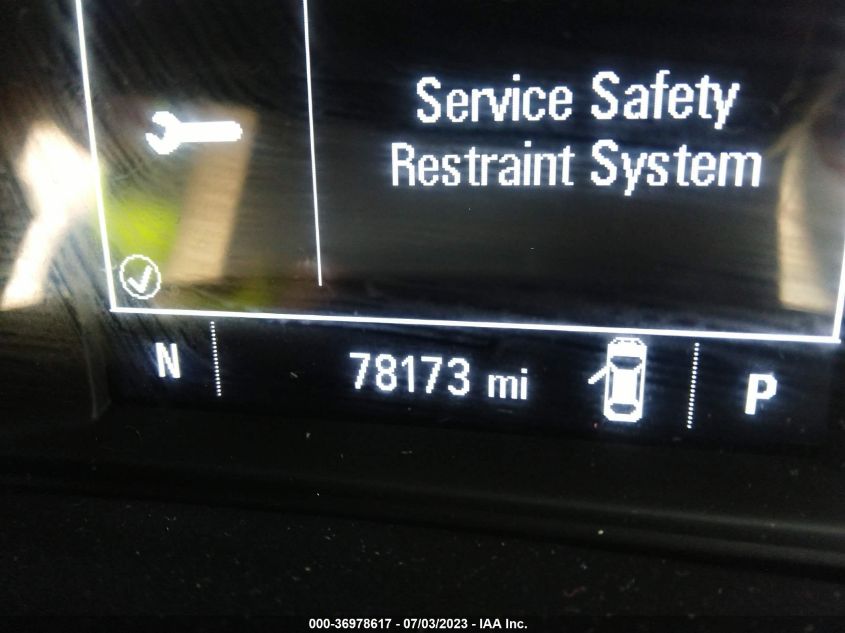 Service Safety
Restraint System
N 78173 mi P
000-36978617 - 07/03/2023 - IAA Inc.